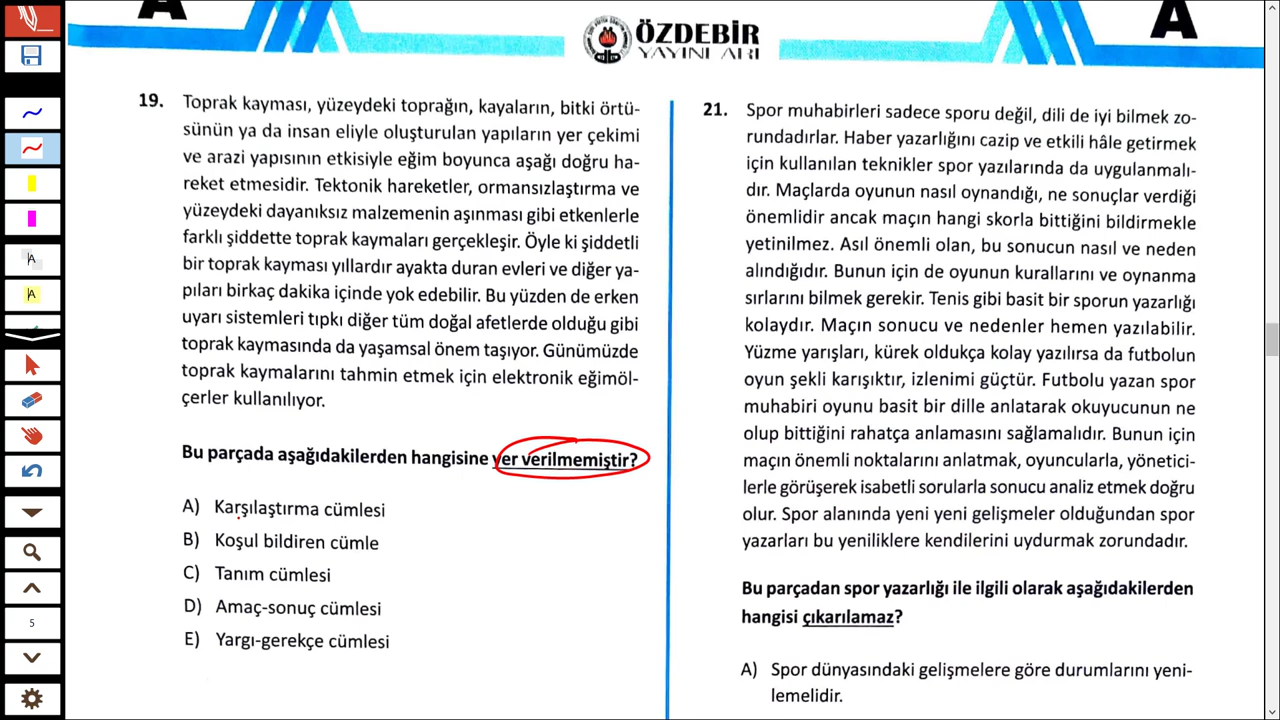 A
A
ÖZDEBİR
YAYINLARI
19. Toprak kayması, yüzeydeki toprağın, kayaların, bitki örtü-
sünün ya da insan eliyle oluşturulan yapıların yer çekimi
ve arazi yapısının etkisiyle eğim boyunca aşağı doğru ha-
reket etmesidir. Tektonik hareketler, ormansızlaştırma ve
yüzeydeki dayanıksız malzemenin aşınması gibi etkenlerle
farklı şiddette toprak kaymaları gerçekleşir. Öyle ki şiddetli
bir toprak kayması yıllardır ayakta duran evleri ve diğer ya-
pıları birkaç dakika içinde yok edebilir. Bu yüzden de erken
uyarı sistemleri tıpkı diğer tüm doğal afetlerde olduğu gibi
toprak kaymasında da yaşamsal önem taşıyor. Günümüzde
toprak kaymalarını tahmin etmek için elektronik eğimöl-
çerler kullanılıyor.
Bu parçada aşağıdakilerden hangisine yer verilmemiştir?
A) Karşılaştırma cümlesi
B) Koşul bildiren cümle
C) Tanım cümlesi
D) Amaç-sonuç cümlesi
E) Yargı-gerekçe cümlesi
21. Spor muhabirleri sadece sporu değil, dili de iyi bilmek zo-
rundadırlar. Haber yazarlığını cazip ve etkili hâle getirmek
için kullanılan teknikler spor yazılarında da uygulanmalı-
dır. Maçlarda oyunun nasıl oynandığı, ne sonuçlar verdiği
önemlidir ancak maçın hangi skorla bittiğini bildirmekle
yetinilmez. Asıl önemli olan, bu sonucun nasıl ve neden
alındığıdır. Bunun için de oyunun kurallarını ve oynanma
sırlarını bilmek gerekir. Tenis gibi basit bir sporun yazarlığı
kolaydır. Maçın sonucu ve nedenler hemen yazılabilir.
Yüzme yarışları, kürek oldukça kolay yazılırsa da futbolun
oyun şekli karışıktır, izlenimi güçtür. Futbolu yazan spor
muhabiri oyunu basit bir dille anlatarak okuyucunun ne
olup bittiğini rahatça anlamasını sağlamalıdır. Bunun için
maçın önemli noktalarını anlatmak, oyuncularla, yönetici-
lerle görüşerek isabetli sorularla sonucu analiz etmek doğru
olur. Spor alanında yeni yeni gelişmeler olduğundan spor
yazarları bu yeniliklere kendilerini uydurmak zorundadır.
Bu parçadan spor yazarlığı ile ilgili olarak aşağıdakilerden
hangisi çıkarılamaz?
A) Spor dünyasındaki gelişmelere göre durumlarını yeni-
lemelidir.
A
A
5